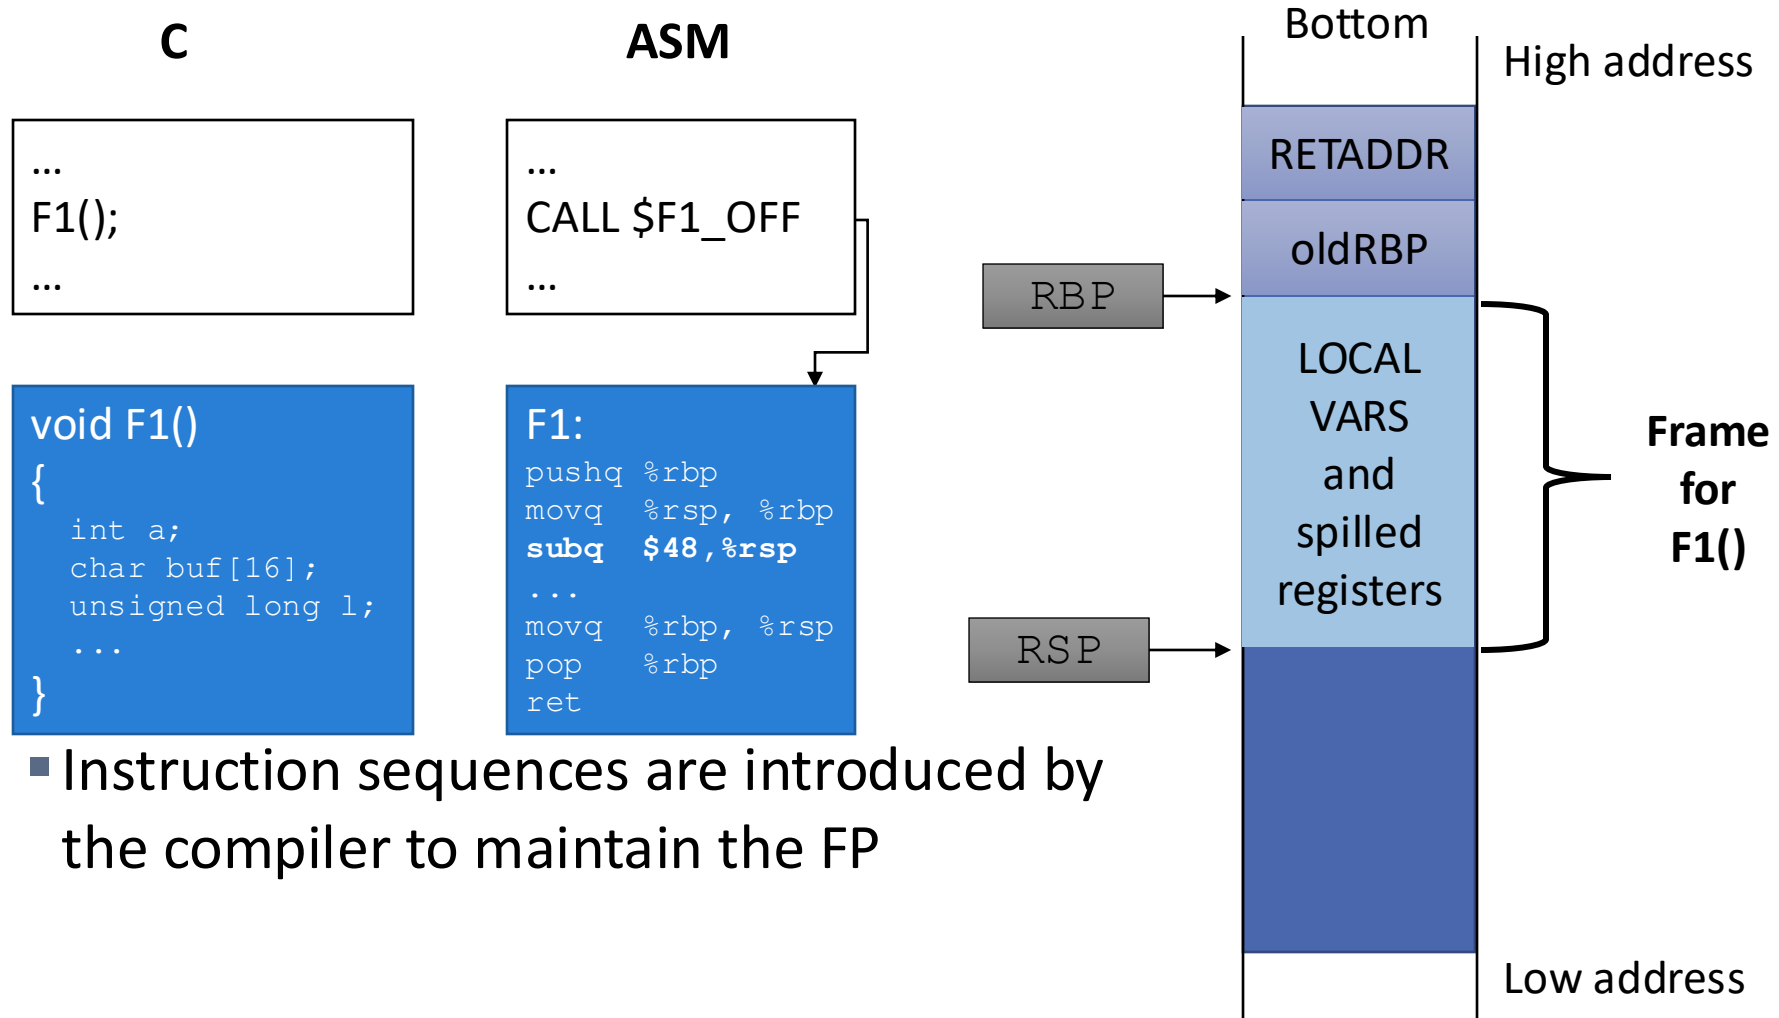 C
…
F1();
…
void F1()
{
int a;
char buf[16];
unsigned long l;
...
}
ASM
…
CALL $F1_OFF
…
F1:
pushq %rbp
movq %rsp, %rbp
subq $48,%rsp
...
movq %rbp, %rsp
pop %rbp
ret
Bottom
High address
RETADDR
oldRBP
RBP
LOCAL
VARS
and
spilled
registers
RSP
Frame
for
F1()
Low address
▪ Instruction sequences are introduced by
the compiler to maintain the FP